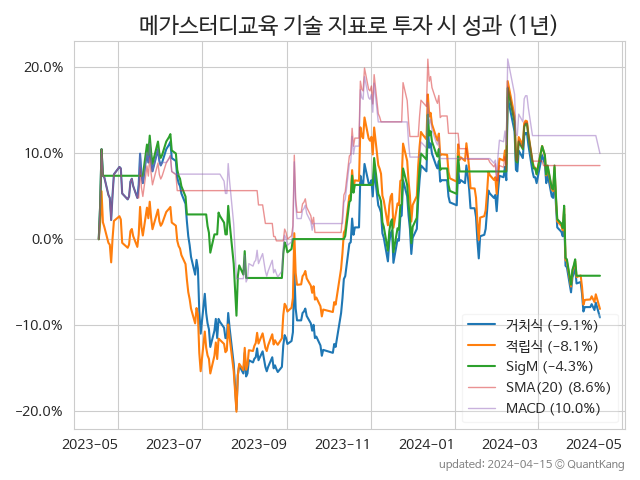 메가스터디교육 기술 지표로 투자 시 성과 (1년)
20.0%
10.0%
0.0%
−10.0%
−20.0%
거치식 (−9.1%)
적립식 (−8.1%)
SigM (−4.3%)
SMA(20) (8.6%)
MACD (10.0%)
2023-05 2023-07 2023-09 2023-11 2024-01 2024-03 2024-05
updated: 2024-04-15 © QuantKang